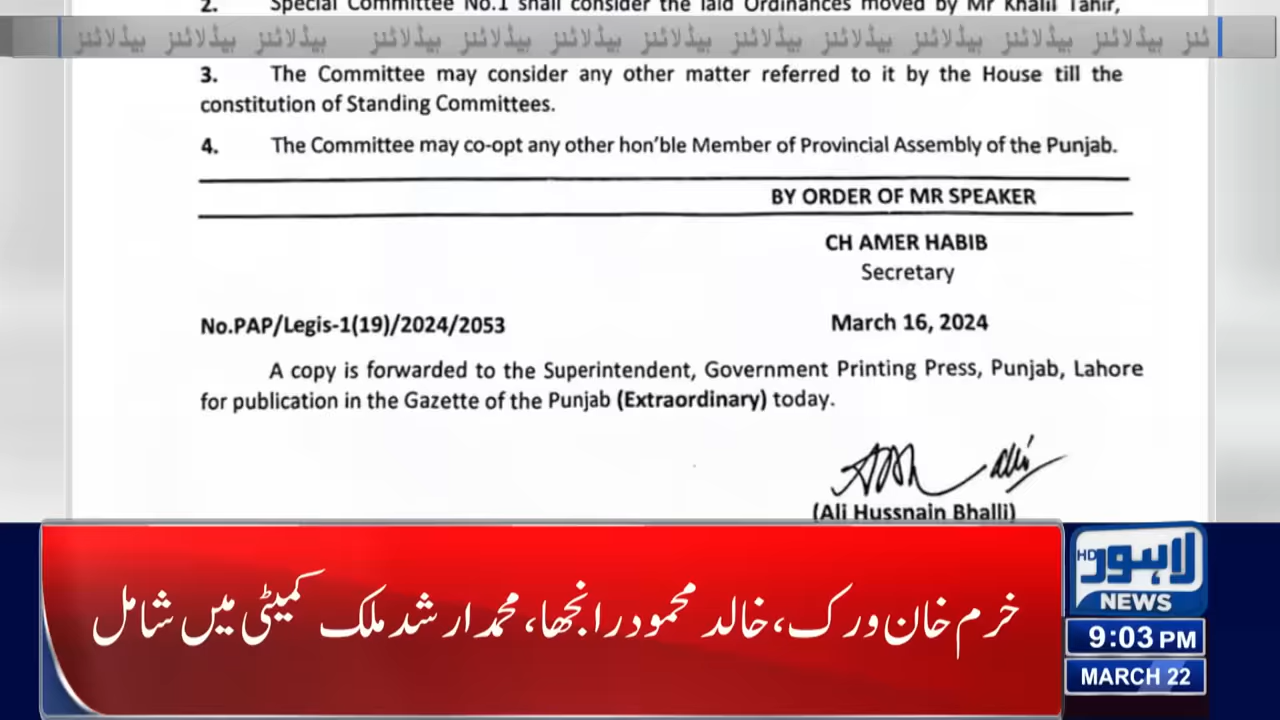 2. Special Committee No.1 shall consider the laid Ordinances moved by Mr Khalil Tahir,
ہیڈلائنز ہیڈلائنز ہیڈلائنز ہیڈلائنز ہیڈلائنز ہیڈلائنز ہیڈلائنز ہیڈلائنز ہیڈلائنز ہیڈلائنز ہیڈلائنز ہیڈلائنز ئنز
3. The Committee may consider any other matter referred to it by the House till the
constitution of Standing Committees.
4. The Committee may co-opt any other hon'ble Member of Provincial Assembly of the Punjab.
BY ORDER OF MR SPEAKER
CH AMER HABIB
Secretary
No.PAP/Legis-1(19)/2024/2053 March 16, 2024
A copy is forwarded to the Superintendent, Government Printing Press, Punjab, Lahore
for publication in the Gazette of the Punjab (Extraordinary) today.
(Ali Hussnain Bhalli)
خرم خان ورک، خالد محمود رانجھا، محمد ارشد ملک کمیٹی میں شامل
HD لاہور
NEWS
9:03 PM
MARCH 22